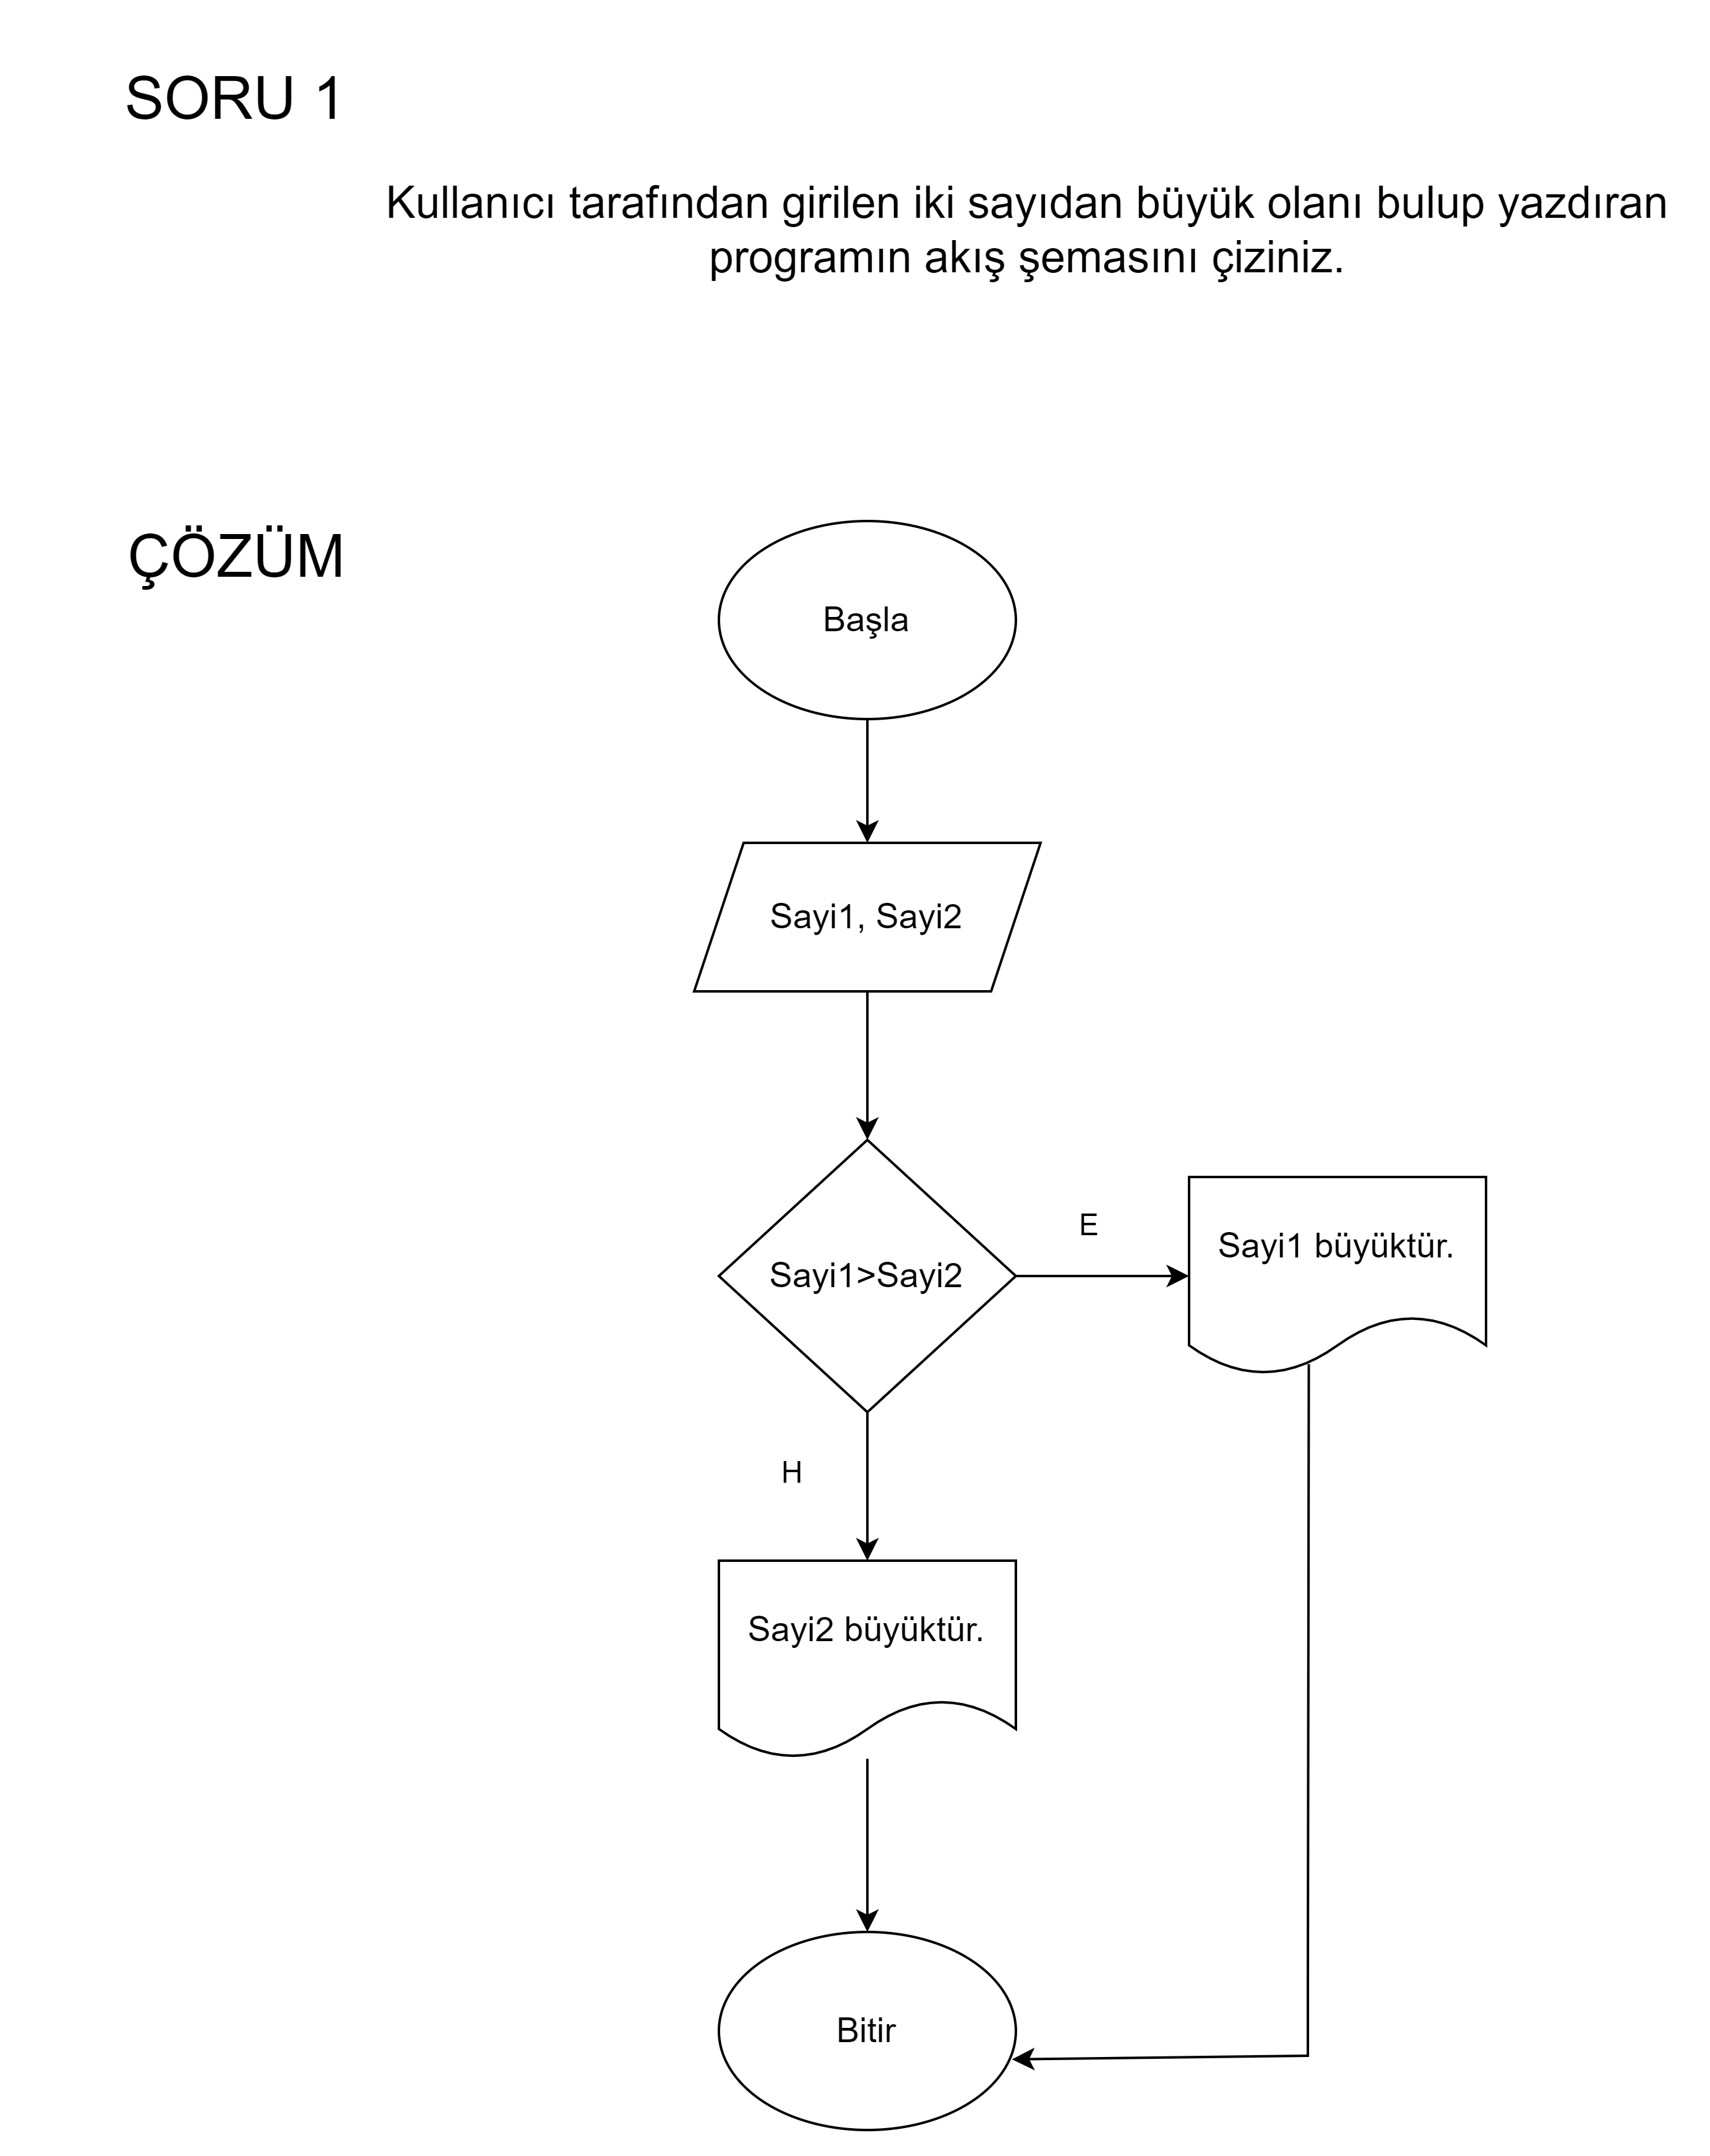 SORU 1
Kullanıcı tarafından girilen iki sayıdan büyük olanı bulup yazdıran
programın akış şemasını çiziniz.
ÇÖZÜM
Başla
Sayi1, Sayi2
Sayi1>Sayi2
E
Sayi1 büyüktür.
H
Sayi2 büyüktür.
Bitir